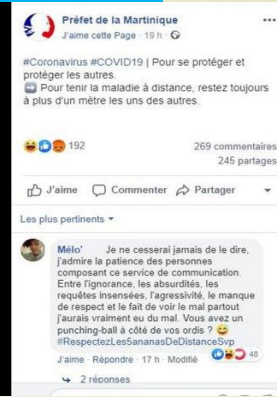 Préfet de la Martinique
J'aime cette Page · 19 h ·
#Coronavirus #COVID19 | Pour se protéger et
protéger les autres.
➡ Pour tenir la maladie à distance, restez toujours
à plus d'un mètre les uns des autres.
192
269 commentaires
245 partages
J'aime Commenter Partager
Les plus pertinents
Mélo' Je ne cesserai jamais de le dire,
j'admire la patience des personnes
composant ce service de communication.
Entre l'ignorance, les absurdités, les
requêtes insensées, l'agressivité, le manque
de respect et le fait de voir le mal partout
j'aurais vraiment eu du mal. Vous avez un
punching-ball à côté de vos ordis ? 😅
#RespectezLes5ananasDeDistanceSvp
J'aime · Répondre · 17 h · Modifié
46
2 réponses